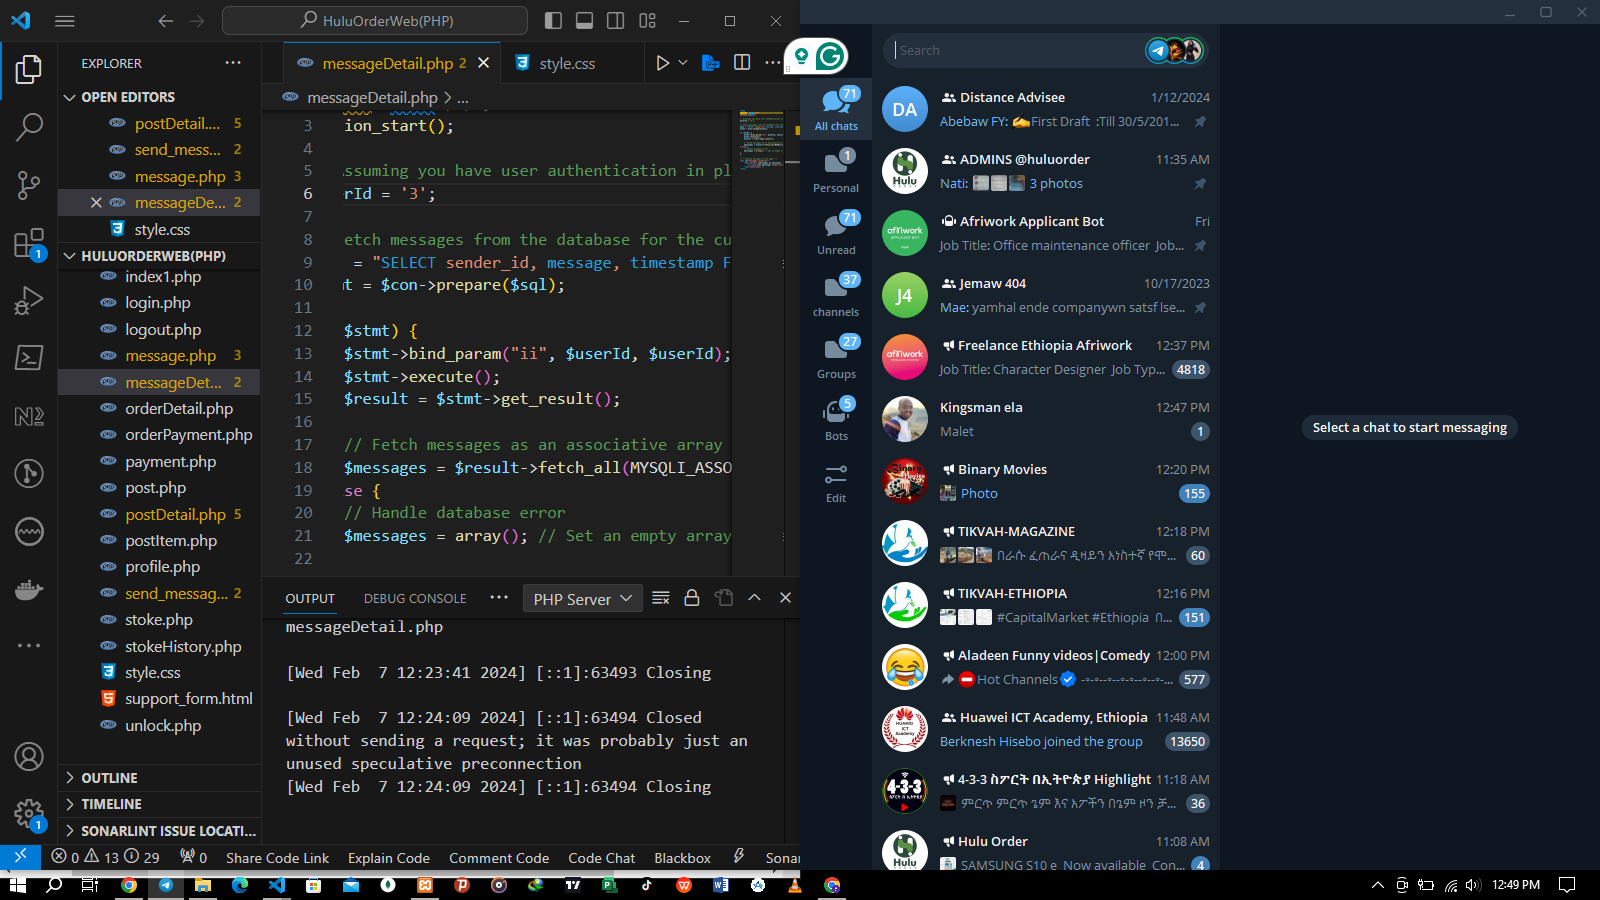 HuluOrderWeb(PHP)
EXPLORER
OPEN EDITORS
postDetail.... 5
send_mess... 2
message.php 3
messageDe... 2
style.css
HULUORDERWEB(PHP)
index1.php
login.php
logout.php
message.php 3
messageDet... 2
orderDetail.php
orderPayment.php
payment.php
post.php
postDetail.php 5
postItem.php
profile.php
send_messag... 2
stoke.php
stokeHistory.php
style.css
support_form.html
unlock.php
OUTLINE
TIMELINE
SONARLINT ISSUE LOCATI...
1
1
messageDetail.php 2
style.css
messageDetail.php > ...
3 ion_start();
4
5 ssuming you have user authentication in pl
6 rId = '3';
7
8 etch messages from the database for the cu
9 = "SELECT sender_id, message, timestamp F
10 t = $con->prepare($sql);
11
12 $stmt) {
13 $stmt->bind_param("ii", $userId, $userId);
14 $stmt->execute();
15 $result = $stmt->get_result();
16
17 // Fetch messages as an associative array
18 $messages = $result->fetch_all(MYSQLI_ASSO
19 se {
20 // Handle database error
21 $messages = array(); // Set an empty array
22
OUTPUT DEBUG CONSOLE ... PHP Server
messageDetail.php
[Wed Feb  7 12:23:41 2024] [::1]:63493 Closing
[Wed Feb  7 12:24:09 2024] [::1]:63494 Closed
without sending a request; it was probably just an
unused speculative preconnection
[Wed Feb  7 12:24:09 2024] [::1]:63494 Closing
0 13 29 0 Share Code Link Explain Code Comment Code Code Chat Blackbox Sonar
Search
71
All chats
1
Personal
71
Unread
37
channels
27
Groups
5
Bots
Edit
DA
Distance Advisee 1/12/2024
Abebaw FY: ✍First Draft :Till 30/5/201...
Hulu
ADMINS @huluorder 11:35 AM
Nati: 3 photos
afriwork
Afriwork Applicant Bot Fri
Job Title: Office maintenance officer Job...
J4
Jemaw 404 10/17/2023
Mae: yamhal ende companywn satsf lse...
afriwork
Freelance Ethiopia Afriwork 12:37 PM
Job Title: Character Designer Job Typ... 4818
Kingsman ela 12:47 PM
Malet 1
Binary Movies 12:20 PM
Photo 155
TIKVAH-MAGAZINE 12:18 PM
በራሱ ፈጠራና ዲዛይን አነስተኛ የሞ... 60
TIKVAH-ETHIOPIA 12:16 PM
#CapitalMarket #Ethiopia በ... 151
Aladeen Funny videos|Comedy 12:00 PM
Hot Channels 577
HUAWEI
ICT
Academy
Huawei ICT Academy, Ethiopia 11:48 AM
Berknesh Hisebo joined the group 13650
4-3-3
4-3-3 ስፖርት በኢትዮጵያ Highlight 11:18 AM
ምርጥ ምርጥ ጌም እና አፖችን በጌም ዞን ቻ... 36
Hulu
Hulu Order 11:08 AM
SAMSUNG S10 e Now available Con... 4
Select a chat to start messaging
12:49 PM